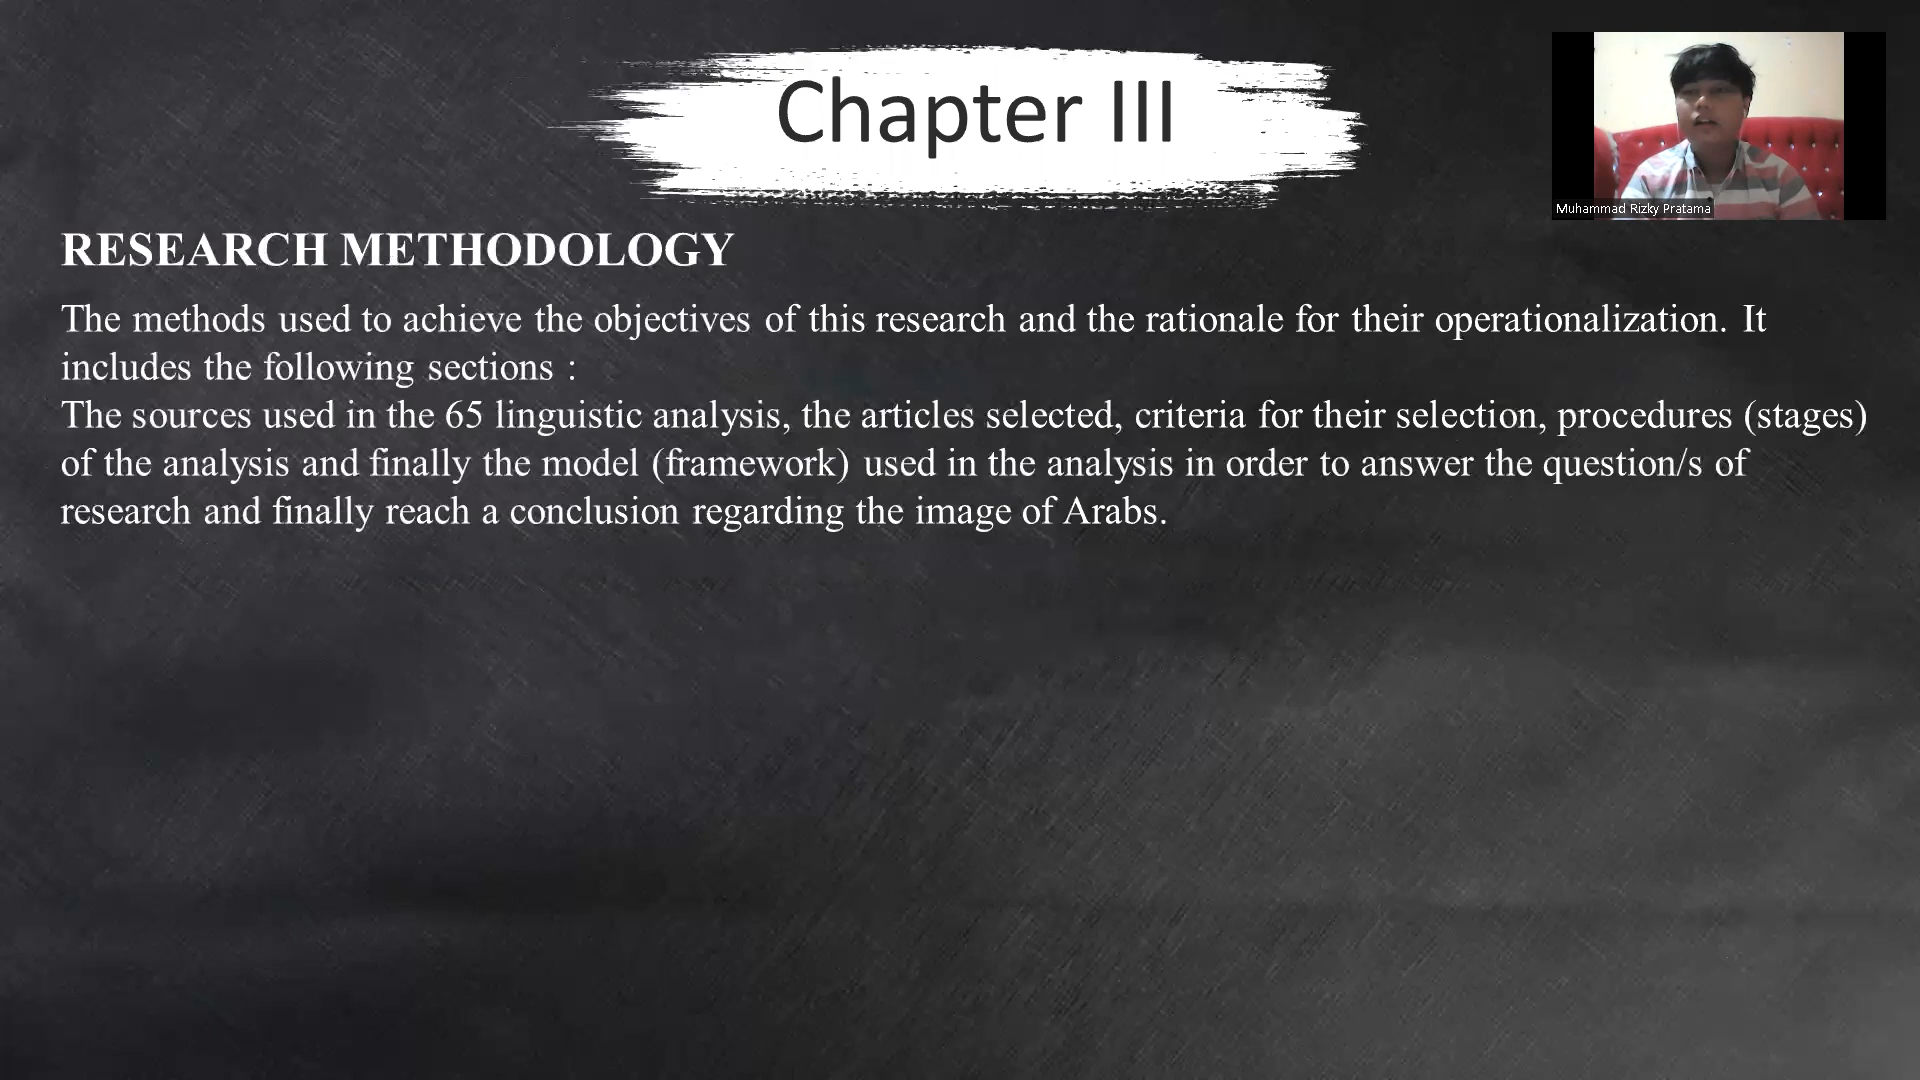 Chapter III
Muhammad Rizky Pratama
RESEARCH METHODOLOGY
The methods used to achieve the objectives of this research and the rationale for their operationalization. It
includes the following sections :
The sources used in the 65 linguistic analysis, the articles selected, criteria for their selection, procedures (stages)
of the analysis and finally the model (framework) used in the analysis in order to answer the question/s of
research and finally reach a conclusion regarding the image of Arabs.